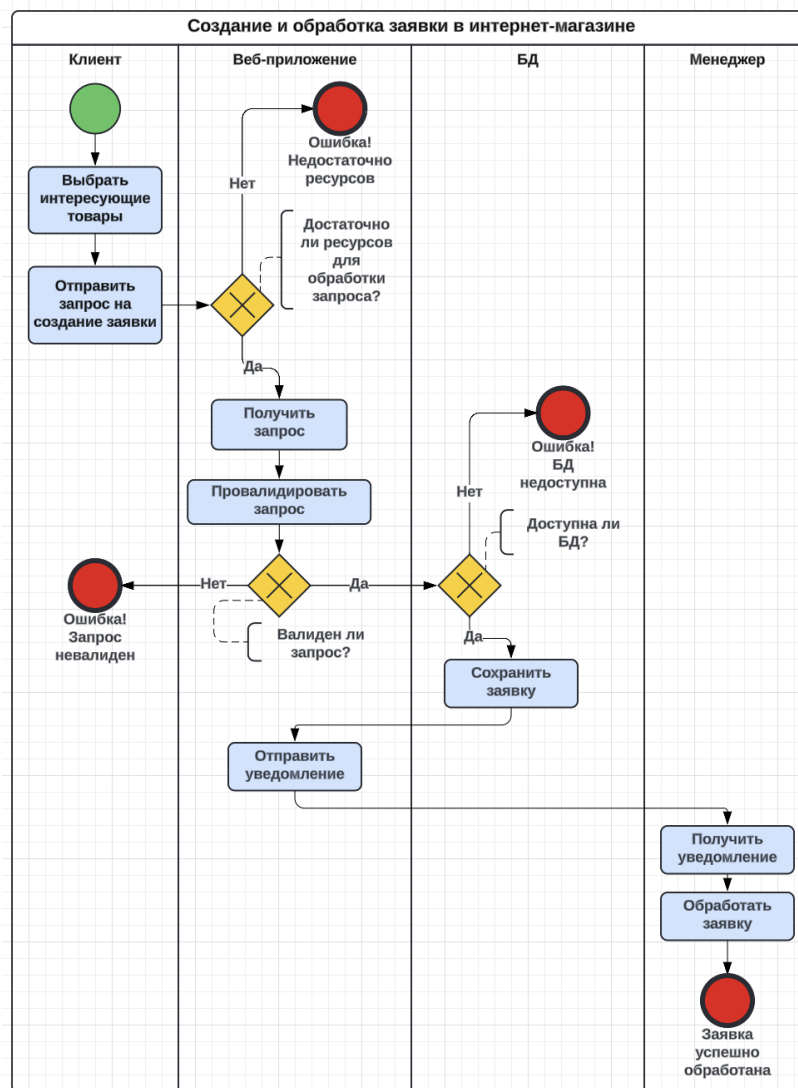 Создание и обработка заявки в интернет-магазине
Клиент
Веб-приложение
БД
Менеджер
Выбрать
интересующие
товары
Отправить
запрос на
создание заявки
Ошибка!
Недостаточно
ресурсов
Нет
Достаточно
ли ресурсов
для
обработки
запроса?
Да
Получить
запрос
Провалидировать
запрос
Нет
Ошибка!
Запрос
невалиден
Валиден ли
запрос?
Да
Ошибка!
БД
недоступна
Нет
Доступна ли
БД?
Да
Сохранить
заявку
Отправить
уведомление
Получить
уведомление
Обработать
заявку
Заявка
успешно
обработана